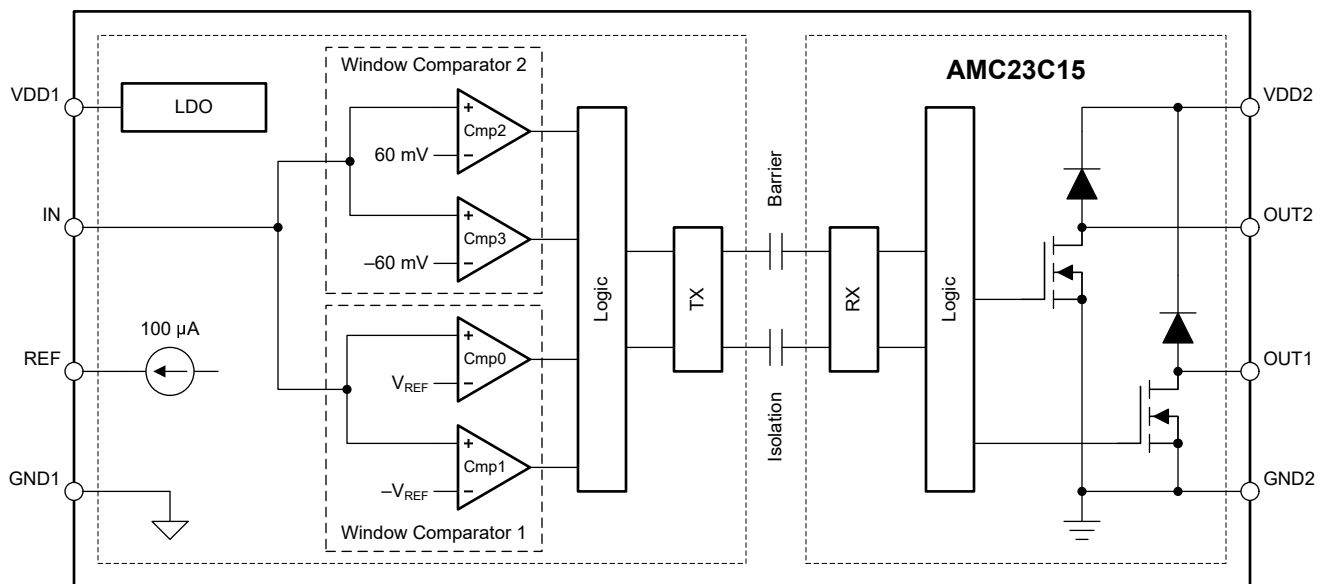 Window Comparator 2
AMC23C15
VDD1
LDO
VDD2
+
Cmp2
60 mV
–
Barrier
IN
OUT2
+
Cmp3
–60 mV
–
Logic
TX
RX
Logic
100 µA
REF
+
Cmp0
VREF
–
OUT1
Isolation
+
Cmp1
–VREF
–
GND1
GND2
Window Comparator 1